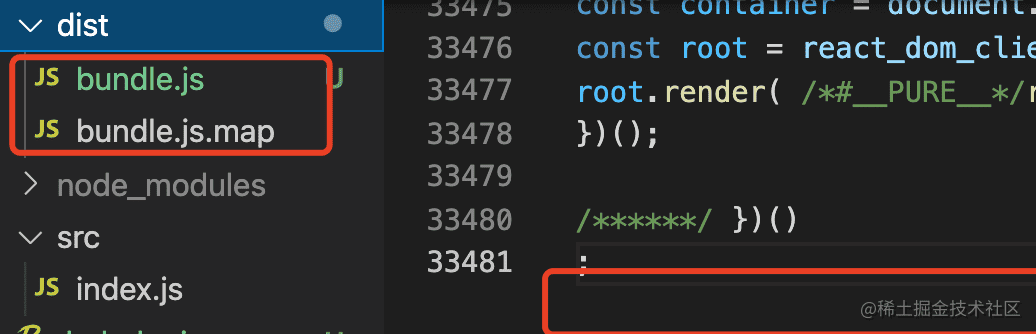 dist
JS bundle.js U
JS bundle.js.map
node_modules
src
JS index.js
33475 const container = document.
33476 const root = react_dom_clie
33477 root.render( /*#__PURE__*/r
33478 })();
33479
33480 /******/ })()
33481 ;
@稀土掘金技术社区